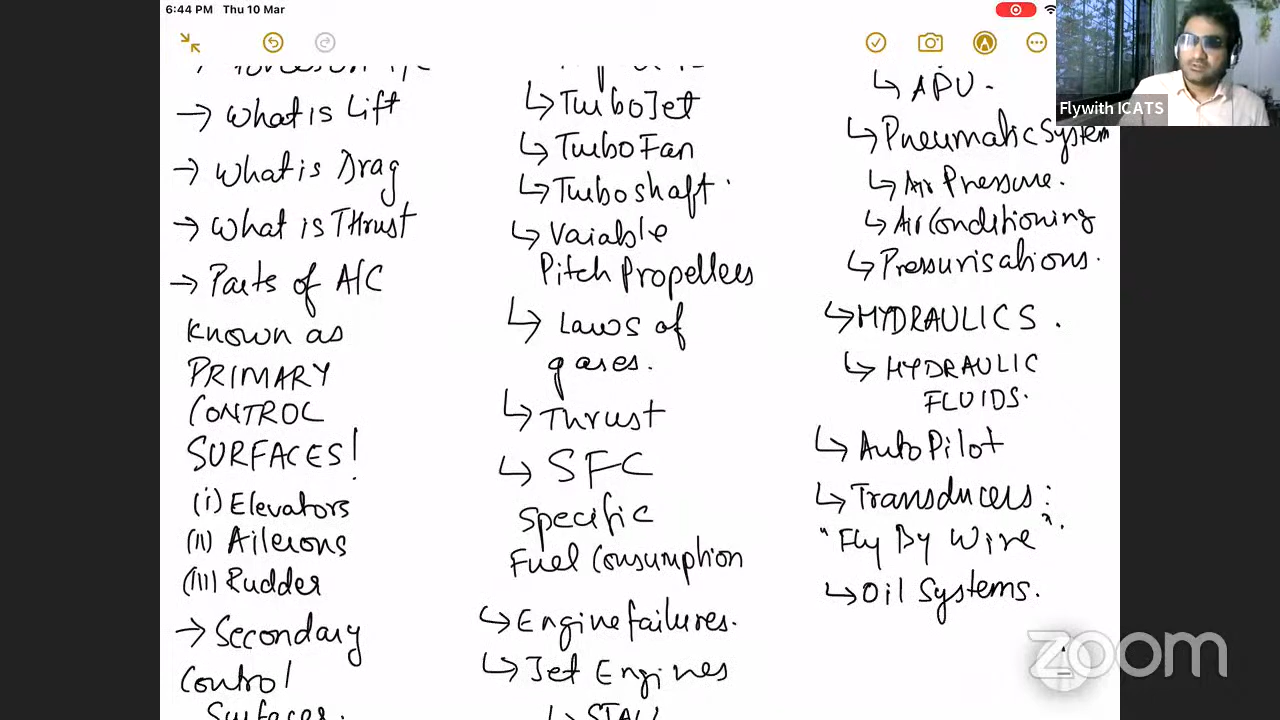 6:44 PM Thu 10 Mar
→ What is Lift
→ What is Drag
→ What is THrust
→ Parts of A/C
Known as
PRIMARY
CONTROL
SURFACES!
(i) Elevators
(ii) Ailerons
(iii) Rudder
→ Secondary
Control
Surfaces.
↳ TurboJet
↳ TurboFan
↳ Turboshaft
↳ Vaiable
Pitch Propellers
↳ Laws of
gases.
↳ Thrust
↳ SFC
Specific
Fuel Consumption
↳ Engine failures.
↳ Jet Engines
↳ STALL
↳ APU.
↳ Pneumatic System
↳ Air Pressure.
↳ Air Conditioning
↳ Pressurisations.
↳ HYDRAULICS.
↳ HYDRAULIC
FLUIDS.
↳ AutoPilot
↳ Transducers:
"Fly By Wire".
↳ Oil Systems.
Flywith ICATS
zoom